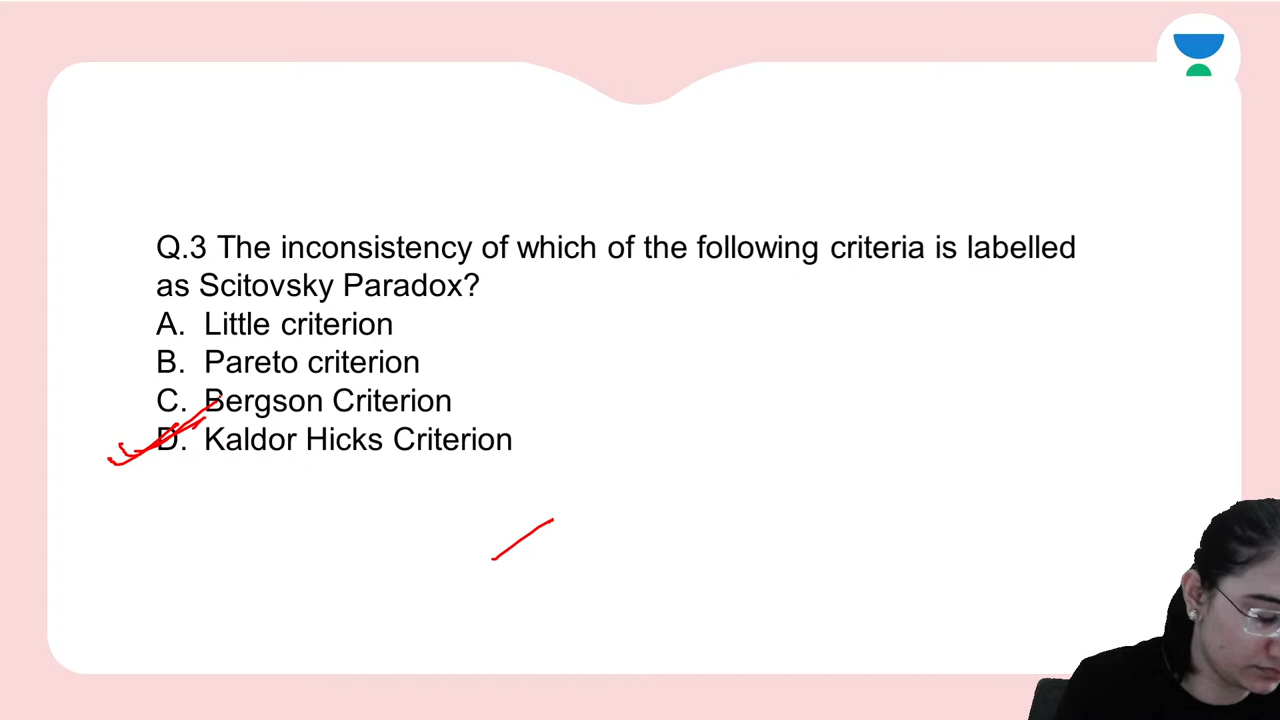 Q.3 The inconsistency of which of the following criteria is labelled
as Scitovsky Paradox?
A. Little criterion
B. Pareto criterion
C. Bergson Criterion
D. Kaldor Hicks Criterion